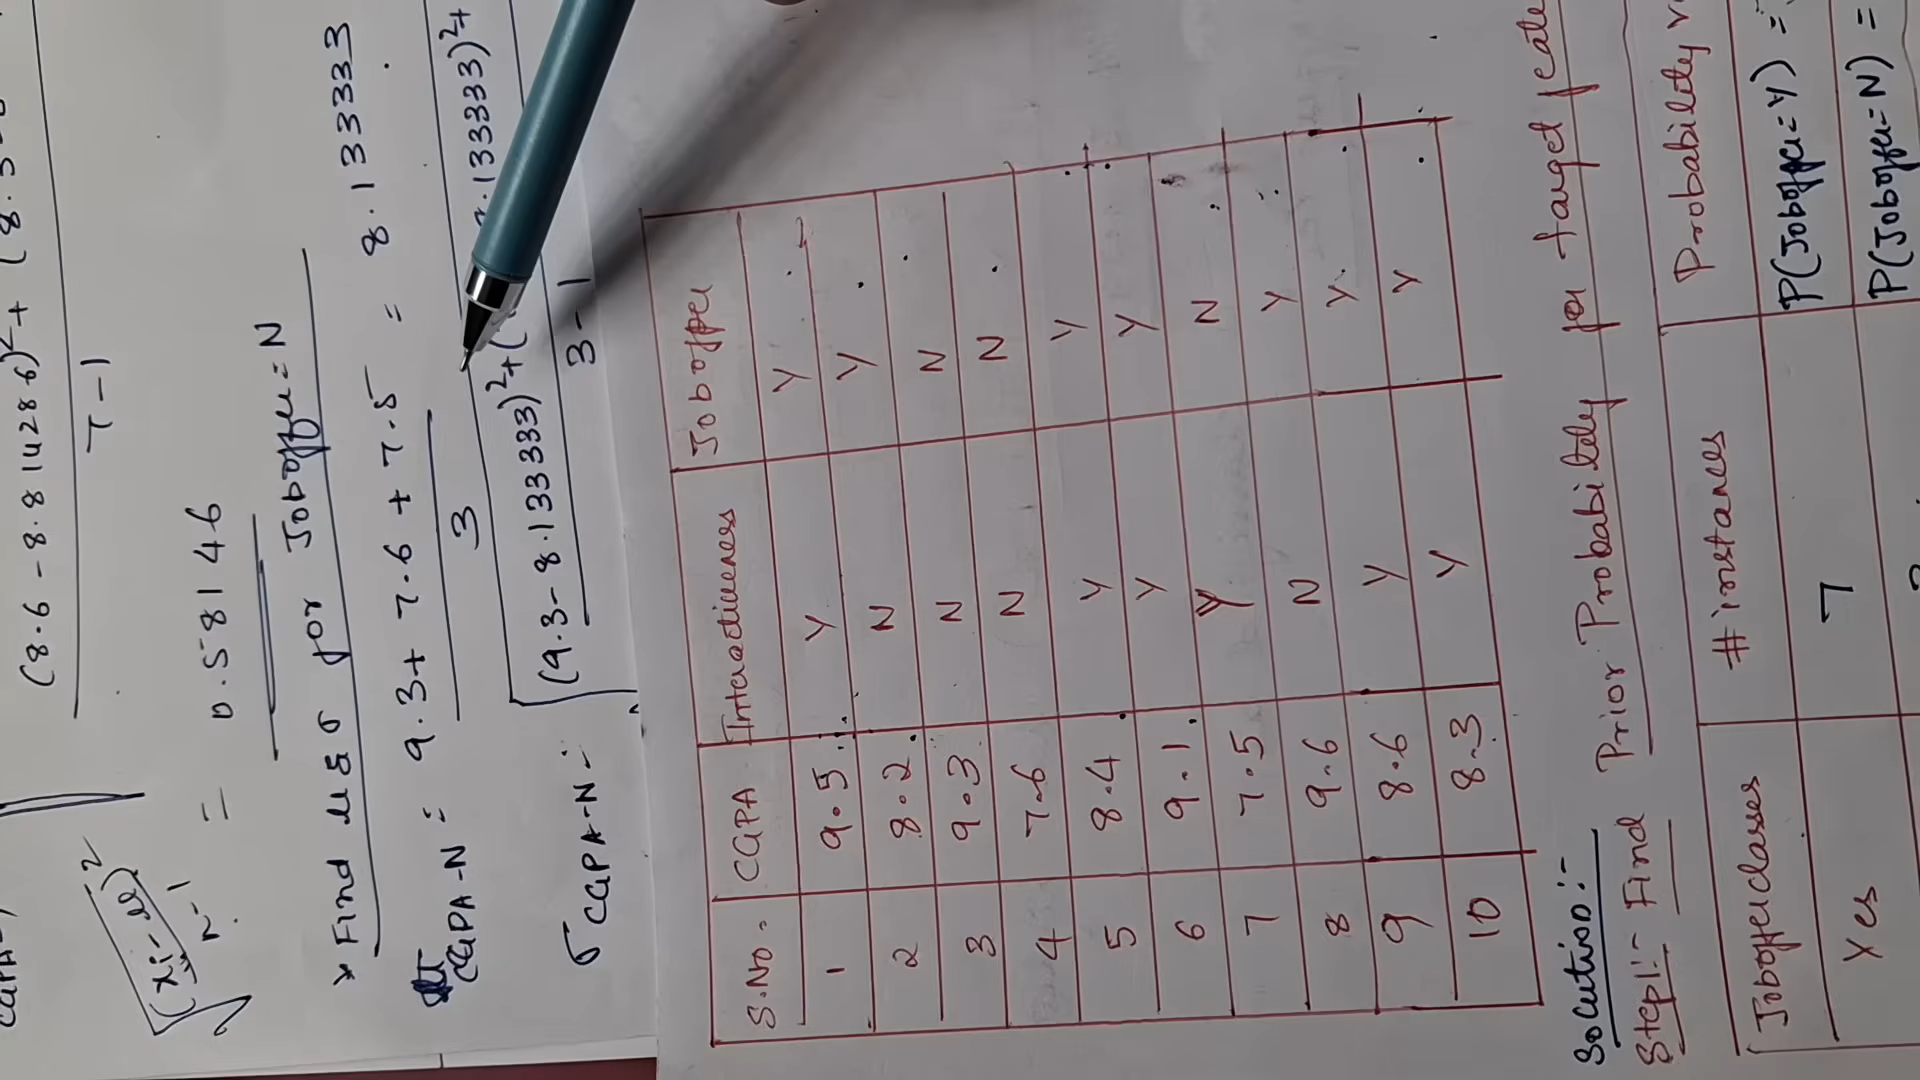 (8.6 - 8.814286)²+ (8.3-8
7-1
√(xi-μ)²
n-1
= 0.58146
* Find μ & σ for Joboffer=N
μ CGPA-N = 9.3+ 7.6 + 7.5 = 8.133333
3
σ CGPA-N = (9.3-8.133333)²+( .133333)²+
3-1
S.No. CGPA Interactiveness Joboffer
1 9.5 Y Y
2 8.2 N Y
3 9.3 N N
4 7.6 N N
5 8.4 Y Y
6 9.1 Y Y
7 7.5 Y N
8 9.6 N Y
9 8.6 Y Y
10 8.3 Y Y
Solution:-
Step1:- Find Prior Probability for target
Joboffer classes #instances Probability
Yes 7 P(Joboffer=Y) =
P(Joboffer=N) =